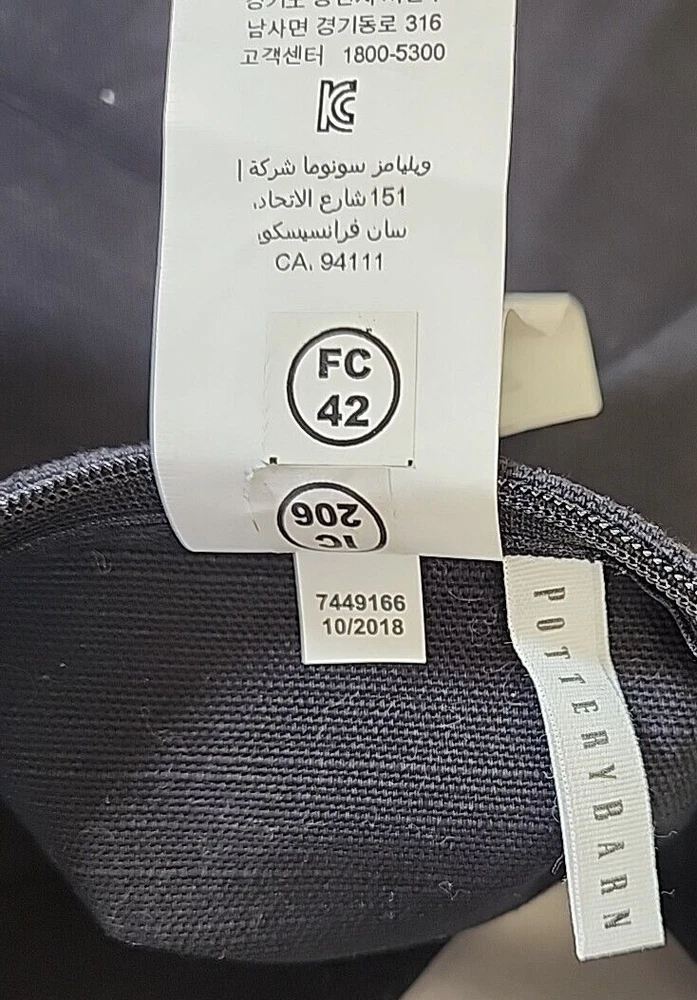 남사면 경기동로 316
고객센터 1800-5300
KC
ويليامز سونوما شركة |
151 شارع الاتحاد،
سان فرانسيسكو،
CA، 94111
FC
42
206
IC
7449166
10/2018
POTTERYBARN